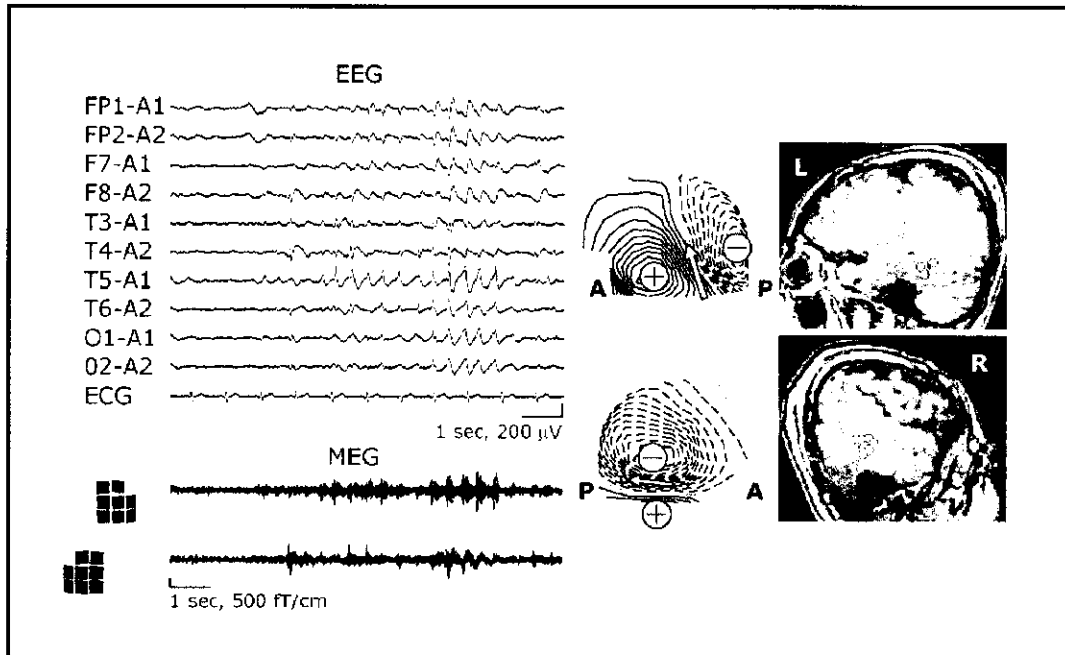 EEG
FP1-A1
FP2-A2
F7-A1
F8-A2
T3-A1
T4-A2
T5-A1
T6-A2
O1-A1
02-A2
ECG
1 sec, 200 µV
MEG
1 sec, 500 fT/cm
L
A + − P
R
P − A
+